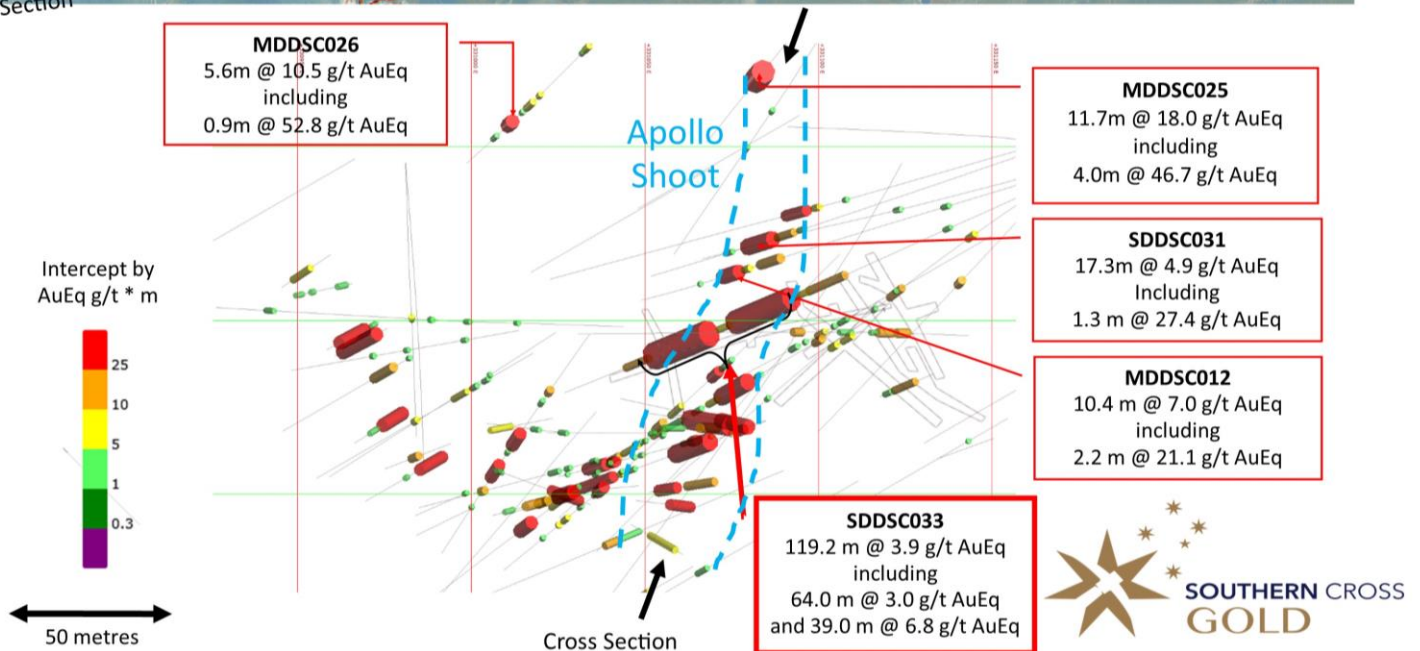 Section
MDDSC026
5.6m @ 10.5 g/t AuEq
including
0.9m @ 52.8 g/t AuEq
Apollo
Shoot
MDDSC025
11.7m @ 18.0 g/t AuEq
including
4.0m @ 46.7 g/t AuEq
SDDSC031
17.3m @ 4.9 g/t AuEq
Including
1.3 m @ 27.4 g/t AuEq
MDDSC012
10.4 m @ 7.0 g/t AuEq
including
2.2 m @ 21.1 g/t AuEq
Intercept by
AuEq g/t * m
25
10
5
1
0.3
50 metres
SDDSC033
119.2 m @ 3.9 g/t AuEq
including
64.0 m @ 3.0 g/t AuEq
and 39.0 m @ 6.8 g/t AuEq
Cross Section
SOUTHERN CROSS
GOLD